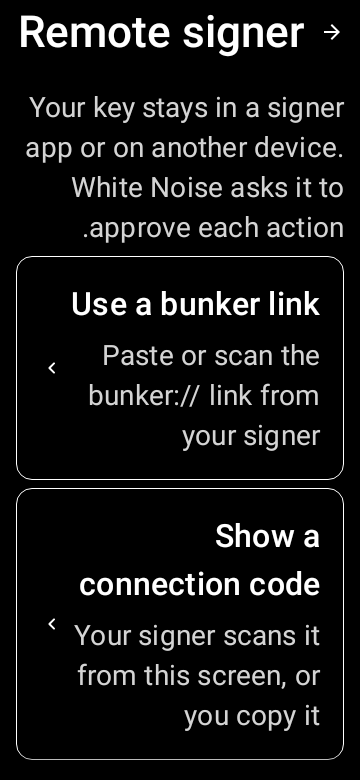 Remote signer
Your key stays in a signer
app or on another device.
White Noise asks it to
.approve each action
Use a bunker link
Paste or scan the
bunker:// link from
your signer
Show a
connection code
Your signer scans it
from this screen, or
you copy it